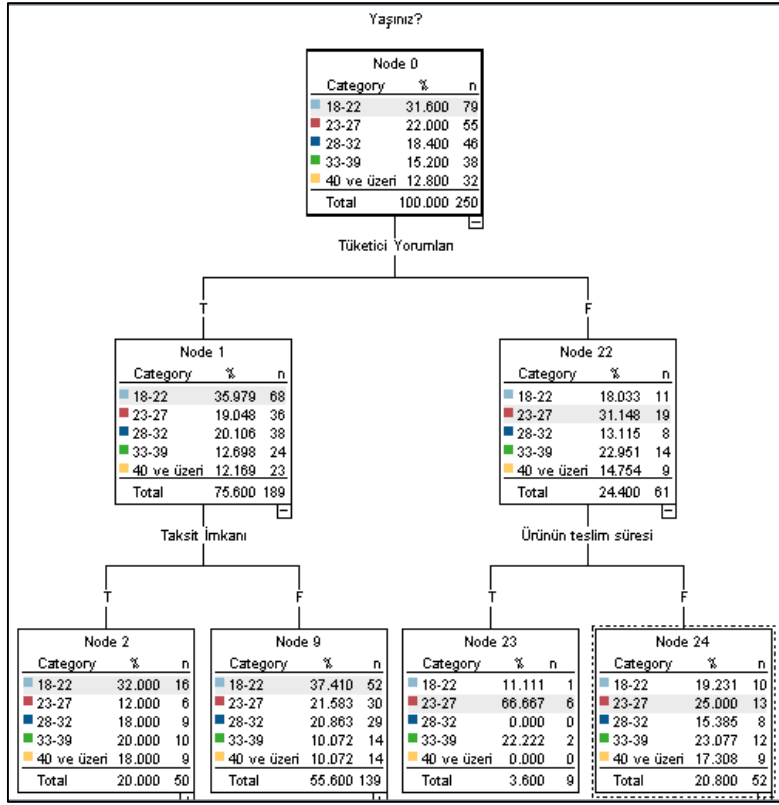 Yaşınız?
Node 0
Category % n
18-22 31.600 79
23-27 22.000 55
28-32 18.400 46
33-39 15.200 38
40 ve üzeri 12.800 32
Total 100.000 250
Tüketici Yorumları
T
F
Node 1
Category % n
18-22 35.979 68
23-27 19.048 36
28-32 20.106 38
33-39 12.698 24
40 ve üzeri 12.169 23
Total 75.600 189
Node 22
Category % n
18-22 18.033 11
23-27 31.148 19
28-32 13.115 8
33-39 22.951 14
40 ve üzeri 14.754 9
Total 24.400 61
Taksit İmkanı
Ürünün teslim süresi
T
F
T
F
Node 2
Category % n
18-22 32.000 16
23-27 12.000 6
28-32 18.000 9
33-39 20.000 10
40 ve üzeri 18.000 9
Total 20.000 50
Node 9
Category % n
18-22 37.410 52
23-27 21.583 30
28-32 20.863 29
33-39 10.072 14
40 ve üzeri 10.072 14
Total 55.600 139
Node 23
Category % n
18-22 11.111 1
23-27 66.667 6
28-32 0.000 0
33-39 22.222 2
40 ve üzeri 0.000 0
Total 3.600 9
Node 24
Category % n
18-22 19.231 10
23-27 25.000 13
28-32 15.385 8
33-39 23.077 12
40 ve üzeri 17.308 9
Total 20.800 52